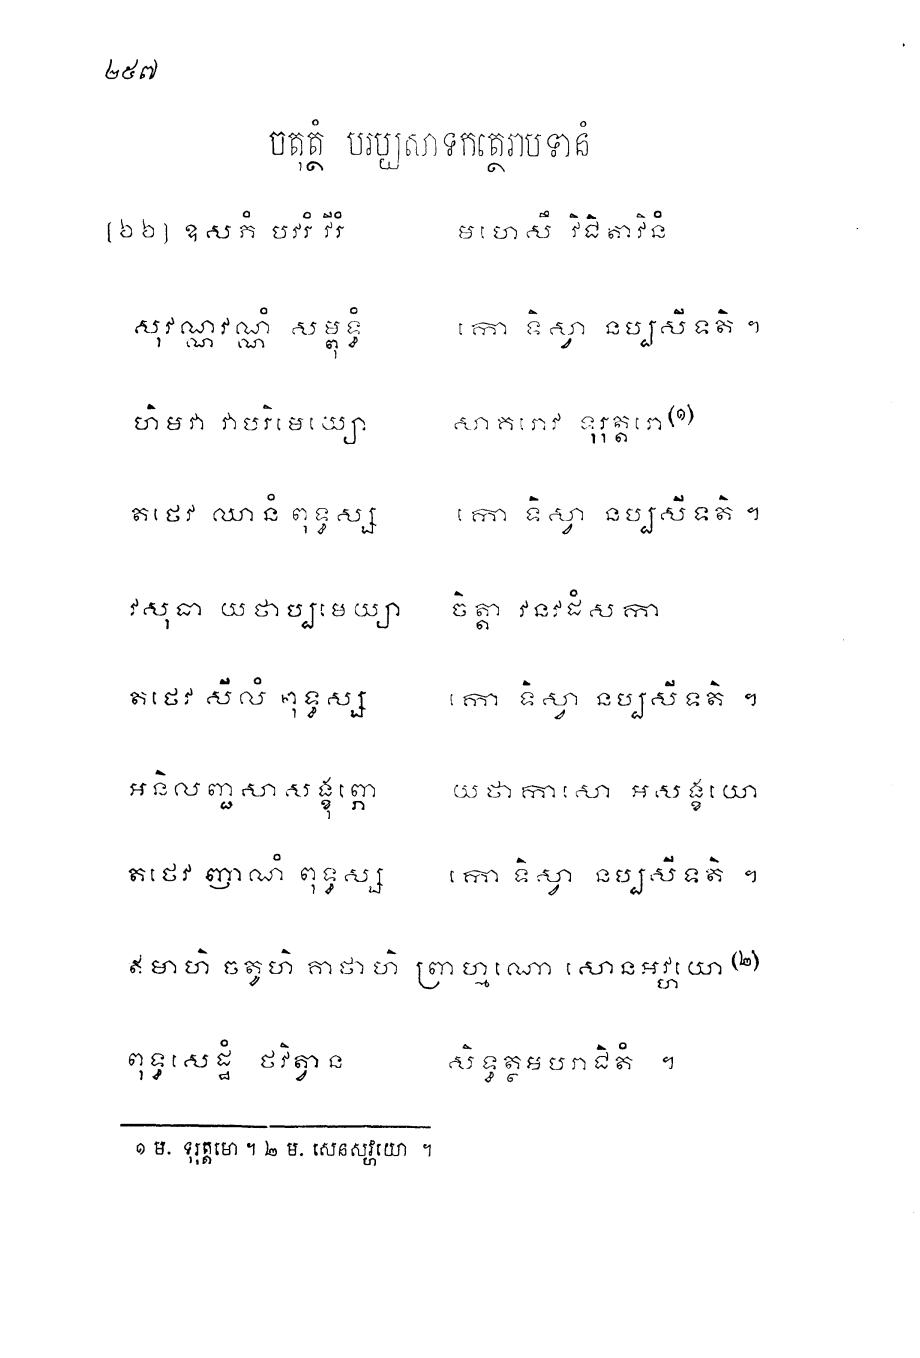 ២៥៧
ចតុត្ថំ បរប្បសាទកត្ថេរាបទានំ
[៦៦] ឧសភំ បវរំ វីរំ មហេសឹ វិជិតាវិនំ
សុវណ្ណវណ្ណំ សម្ពុទ្ធំ កោ ទិស្វា នប្បសីទតិ ។
ហិមវា វាបរិមេយ្យោ សាគរោវ ទុរុត្តរោ(១)
តថេវ ឈានំ ពុទ្ធស្ស កោ ទិស្វា នប្បសីទតិ ។
វសុធា យថាប្បមេយ្យា ចិត្តា វនវដំសកា
តថេវ សីលំ ពុទ្ធស្ស កោ ទិស្វា នប្បសីទតិ ។
អនិលញ្ជសាសង្ខុព្ភោ យថាកាសោ អសង្ខយោ
តថេវ ញាណំ ពុទ្ធស្ស កោ ទិស្វា នប្បសីទតិ ។
ឥមាហិ ចតូហិ គាថាហិ ព្រាហ្មណោ សោនអវ្ហយោ(២)
ពុទ្ធសេដ្ឋំ ថវិត្វាន សិទ្ធត្ថមបរាជិតំ ។
១ ម. ទុរុត្តមោ ។ ២ ម. សេនសវ្ហិយោ ។